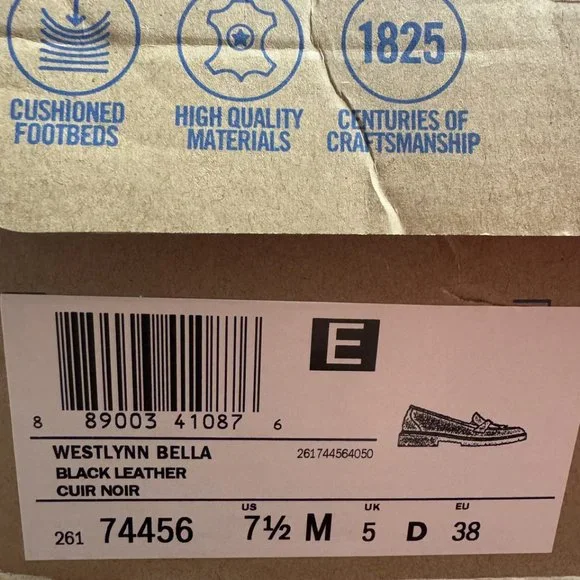 1825
CUSHIONED
FOOTBEDS
HIGH QUALITY
MATERIALS
CENTURIES OF
CRAFTSMANSHIP
E
8 89003 41087 6
WESTLYNN BELLA
261744564050
BLACK LEATHER
CUIR NOIR
US UK EU
261 74456 7½ M 5 D 38